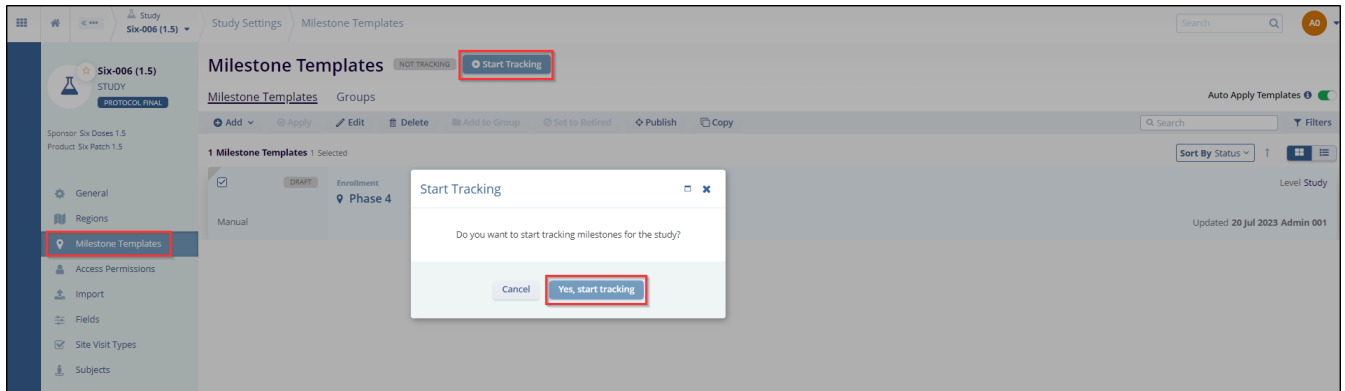 Study
Six-006 (1.5)
Study Settings
Milestone Templates
Search
A0
Six-006 (1.5)
STUDY
PROTOCOL FINAL
Sponsor Six Doses 1.5
Product Six Patch 1.5
General
Regions
Milestone Templates
Access Permissions
Import
Fields
Site Visit Types
Subjects
Milestone Templates NOT TRACKING Start Tracking
Milestone Templates Groups
Auto Apply Templates
Add Apply Edit Delete Add to Group Set to Retired Publish Copy
Search
Filters
1 Milestone Templates 1 Selected
Sort By Status
DRAFT
Enrollment
Phase 4
Level Study
Manual
Updated 20 Jul 2023 Admin 001
Start Tracking
Do you want to start tracking milestones for the study?
Cancel Yes, start tracking